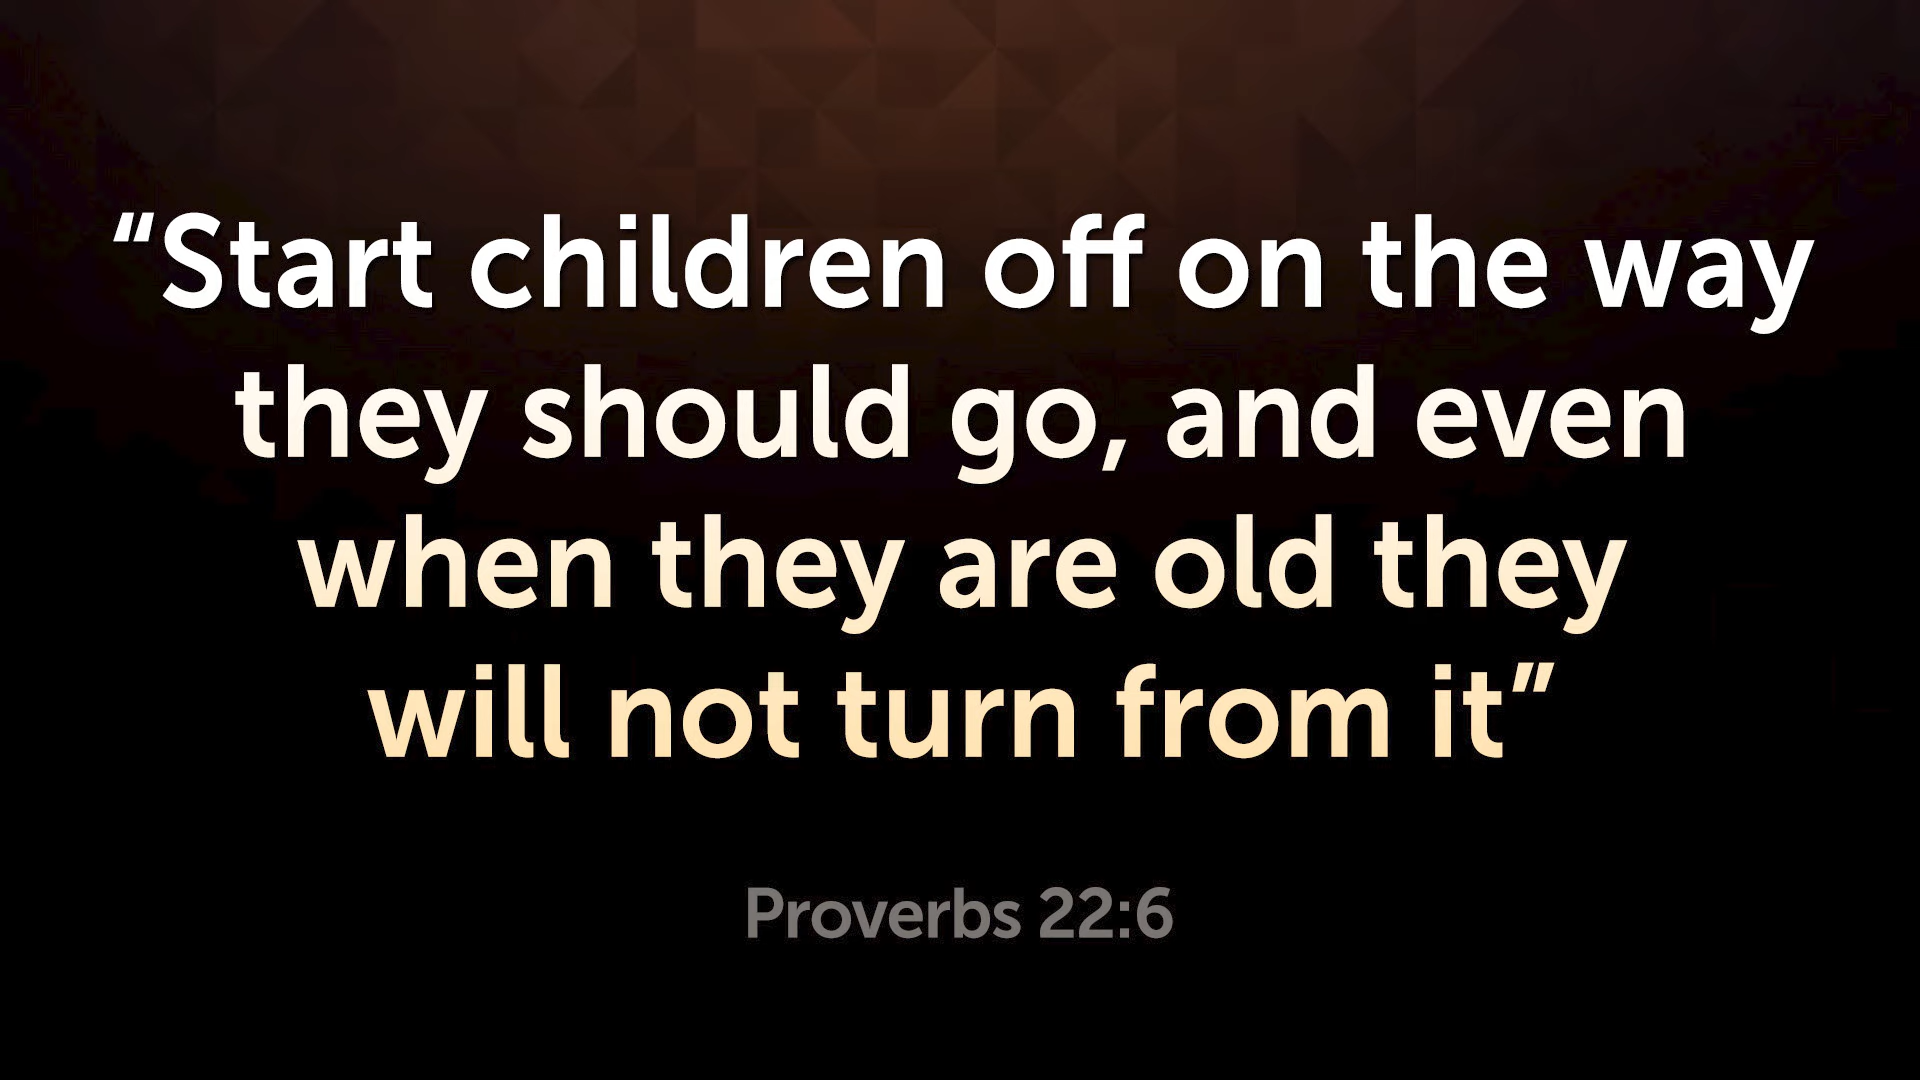 “Start children off on the way
they should go, and even
when they are old they
will not turn from it”
Proverbs 22:6